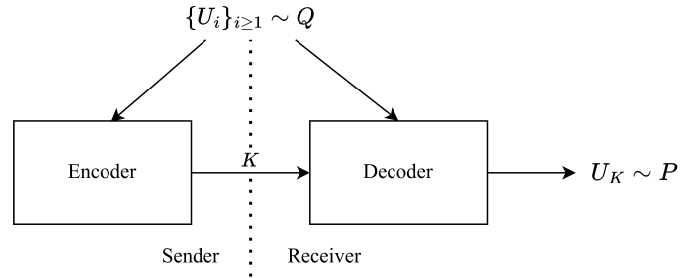 {U_i}_{i≥1} ∼ Q
Encoder
K
Decoder
U_K ∼ P
Sender
Receiver